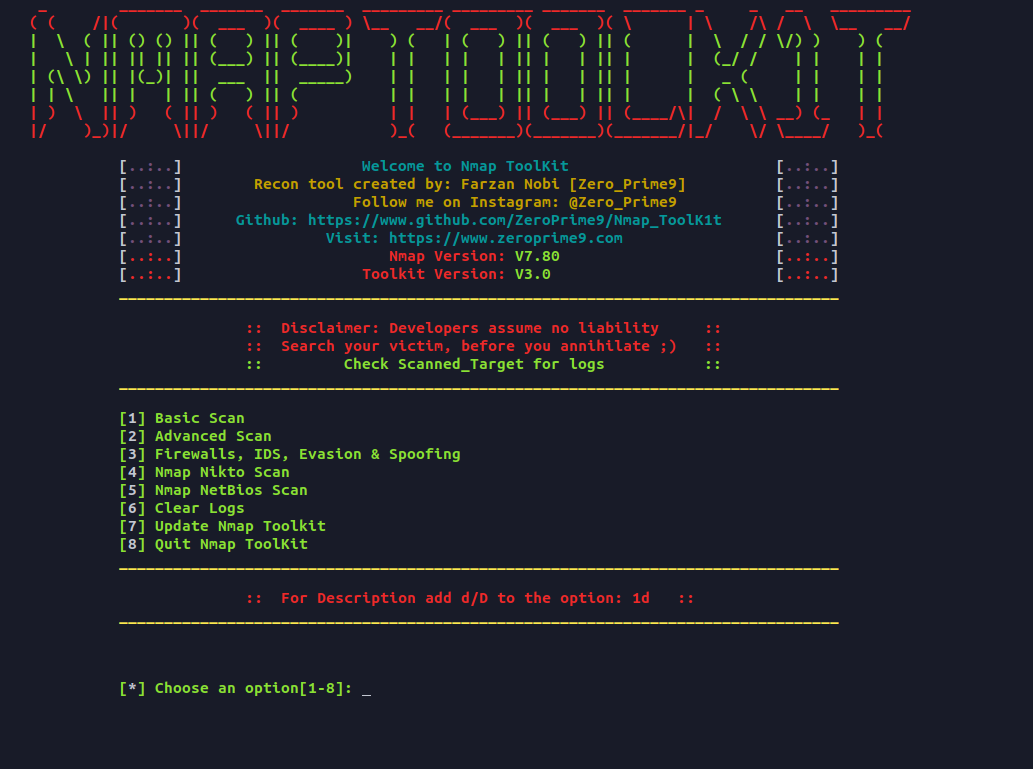 NMAP TOOLK1T
[..:..] Welcome to Nmap ToolKit [..:..]
[..:..] Recon tool created by: Farzan Nobi [Zero_Prime9] [..:..]
[..:..] Follow me on Instagram: @Zero_Prime9 [..:..]
[..:..] Github: https://www.github.com/ZeroPrime9/Nmap_ToolK1t [..:..]
[..:..] Visit: https://www.zeroprime9.com [..:..]
[..:..] Nmap Version: V7.80 [..:..]
[..:..] Toolkit Version: V3.0 [..:..]
:: Disclaimer: Developers assume no liability ::
:: Search your victim, before you annihilate ;) ::
:: Check Scanned_Target for logs ::
[1] Basic Scan
[2] Advanced Scan
[3] Firewalls, IDS, Evasion & Spoofing
[4] Nmap Nikto Scan
[5] Nmap NetBios Scan
[6] Clear Logs
[7] Update Nmap Toolkit
[8] Quit Nmap ToolKit
:: For Description add d/D to the option: 1d ::
[*] Choose an option[1-8]: _